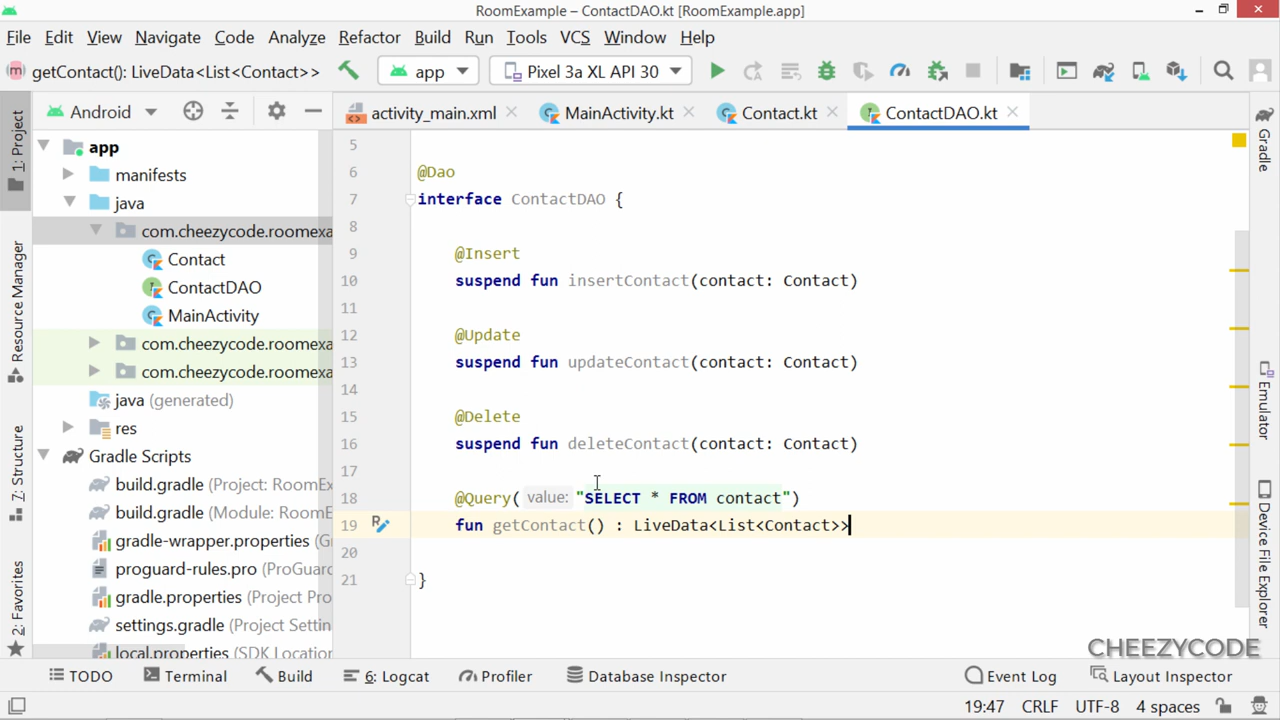 RoomExample – ContactDAO.kt [RoomExample.app]
File Edit View Navigate Code Analyze Refactor Build Run Tools VCS Window Help
getContact(): LiveData<List<Contact>> app Pixel 3a XL API 30
Android activity_main.xml MainActivity.kt Contact.kt ContactDAO.kt
1: Project
Resource Manager
7: Structure
2: Favorites
app
manifests
java
com.cheezycode.roomexa
Contact
ContactDAO
MainActivity
com.cheezycode.roomexa
com.cheezycode.roomexa
java (generated)
res
Gradle Scripts
build.gradle (Project: RoomEx
build.gradle (Module: RoomE
gradle-wrapper.properties (G
proguard-rules.pro (ProGuar
gradle.properties (Project Pro
settings.gradle (Project Settin
local.properties (SDK Location
5
6 @Dao
7 interface ContactDAO {
8
9 @Insert
10 suspend fun insertContact(contact: Contact)
11
12 @Update
13 suspend fun updateContact(contact: Contact)
14
15 @Delete
16 suspend fun deleteContact(contact: Contact)
17
18 @Query( value: "SELECT * FROM contact")
19 fun getContact() : LiveData<List<Contact>>
20
21 }
Gradle
Emulator
Device File Explorer
CHEEZYCODE
TODO Terminal Build 6: Logcat Profiler Database Inspector Event Log Layout Inspector
19:47 CRLF UTF-8 4 spaces